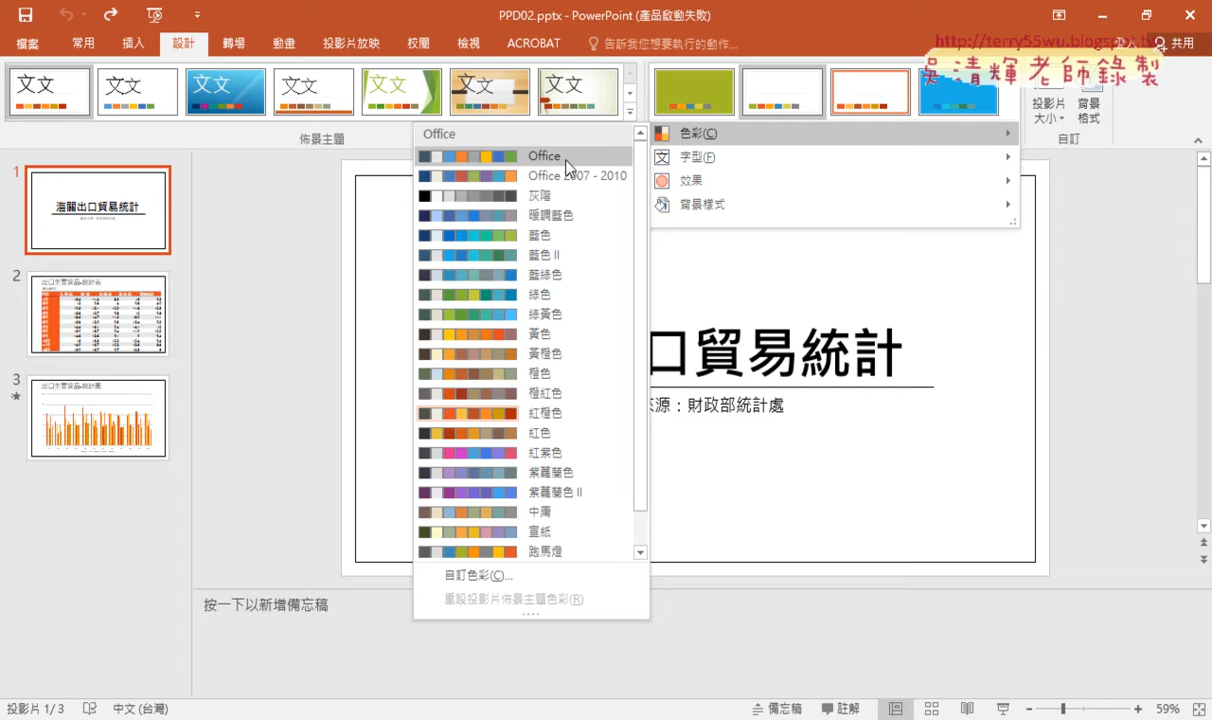 PPD02.pptx - PowerPoint (產品啟動失敗)
檔案 常用 插入 設計 轉場 動畫 投影片放映 校閱 檢視 ACROBAT 告訴我您想要執行的動作... 登入 共用
http://terry55wu.blogspot.tw
吳清輝老師錄製
文文 文文 文文 文文 文文 文文 文文
投影片大小 背景格式
佈景主題 自訂
Office
Office
Office 2007 - 2010
灰階
暖調藍色
藍色
藍色 II
藍綠色
綠色
綠黃色
黃色
黃橙色
橙色
橙紅色
紅橙色
紅色
紅紫色
紫蘿蘭色
紫蘿蘭色 II
中庸
宣紙
跑馬燈
自訂色彩(C)...
重設投影片佈景主題色彩(R)
色彩(C)
字型(F)
效果
背景樣式
1
海關出口貿易統計
2
出口主要貨品-統計表
3
出口主要貨品-統計圖
口貿易統計
來源：財政部統計處
按一下以新增備忘稿
投影片 1/3 中文 (台灣) 備忘稿 註解 59%